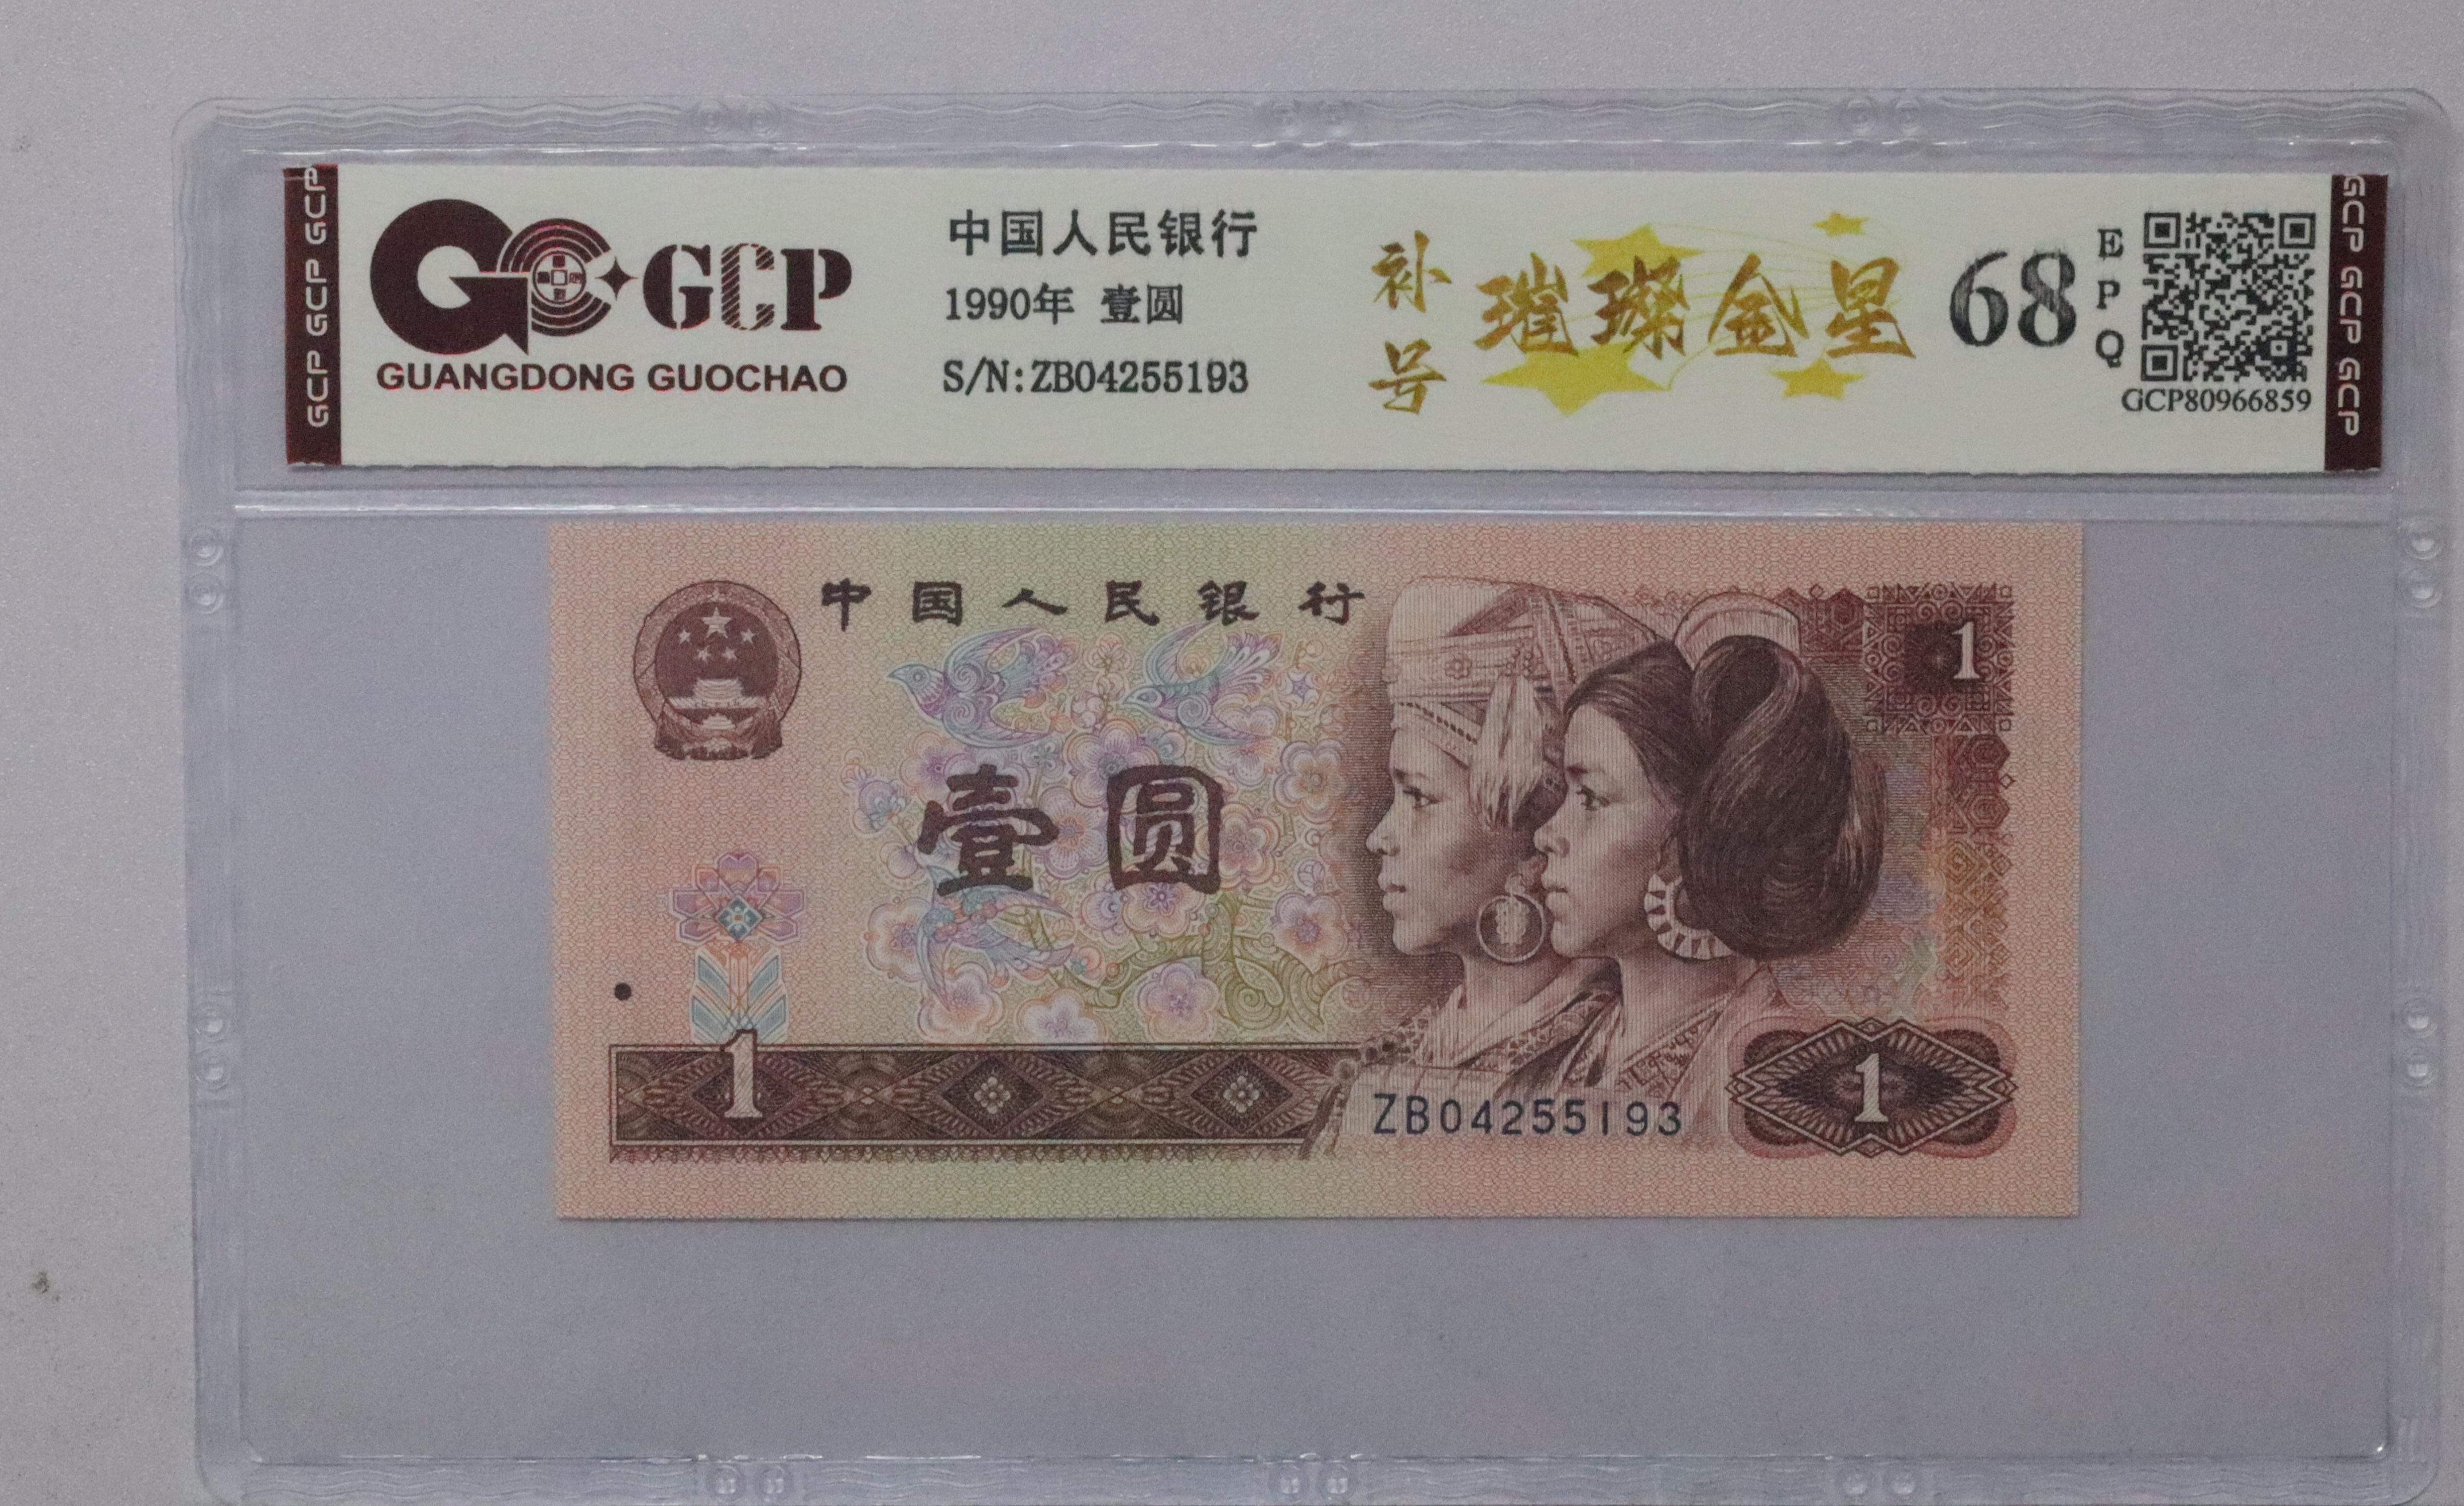 GCP GCP GCP
GCP
GUANGDONG GUOCHAO
中国人民银行
1990年 壹圆
S/N:ZB04255193
补号
璀璨金星
68
EPQ
GCP80966859
GCP GCP GCP
中国人民银行
1
壹圆
1
ZB04255193
1